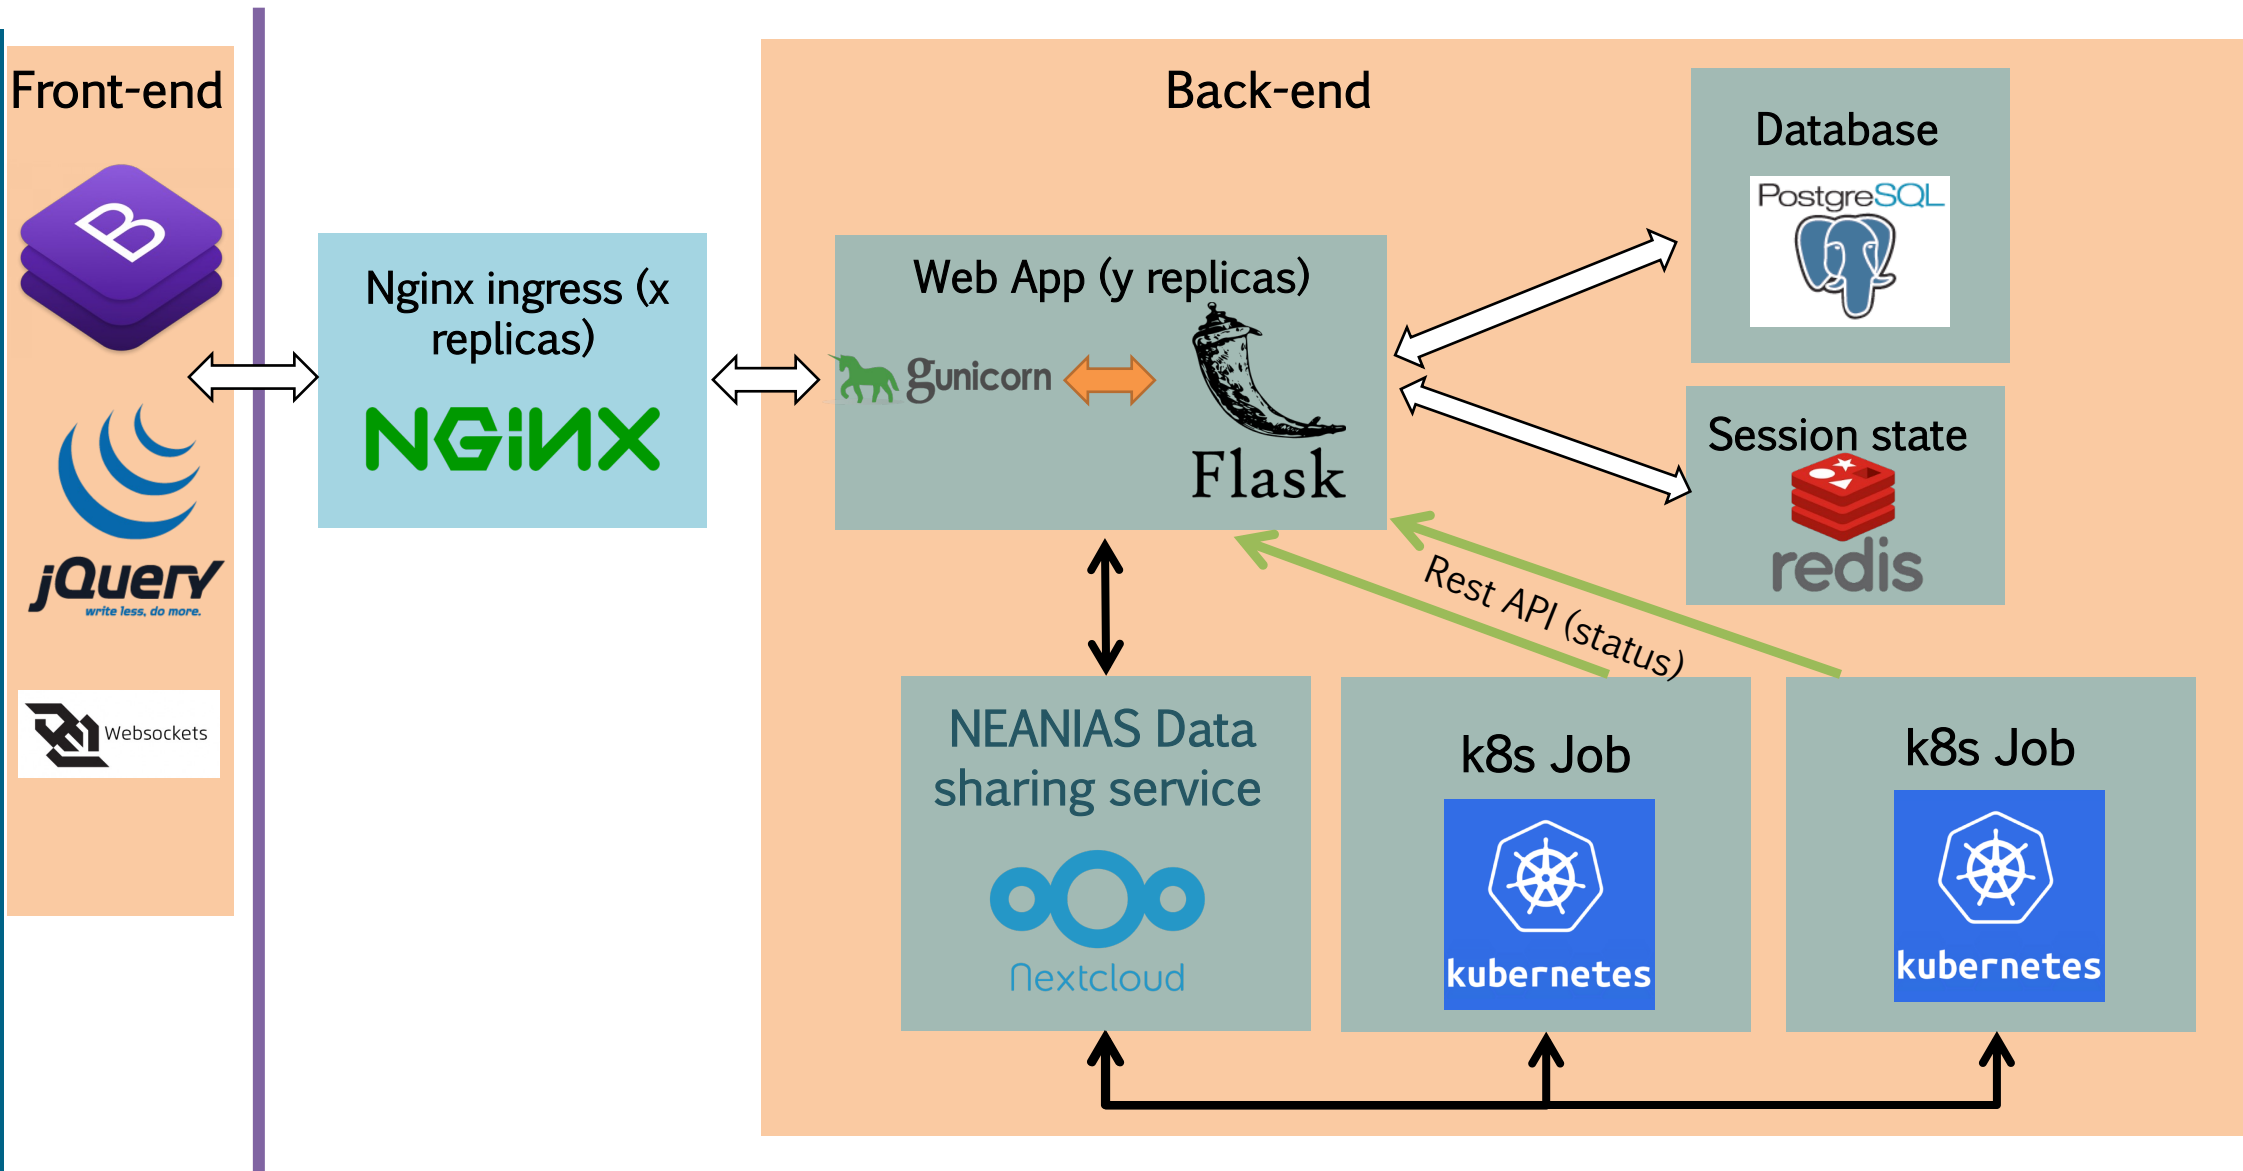 Front-end
B
jQuery
write less, do more.
Websockets
Nginx ingress (x
replicas)
NGiNX
Back-end
Web App (y replicas)
gunicorn
Flask
Database
PostgreSQL
Session state
redis
Rest API (status)
NEANIAS Data
sharing service
Nextcloud
k8s Job
kubernetes
k8s Job
kubernetes